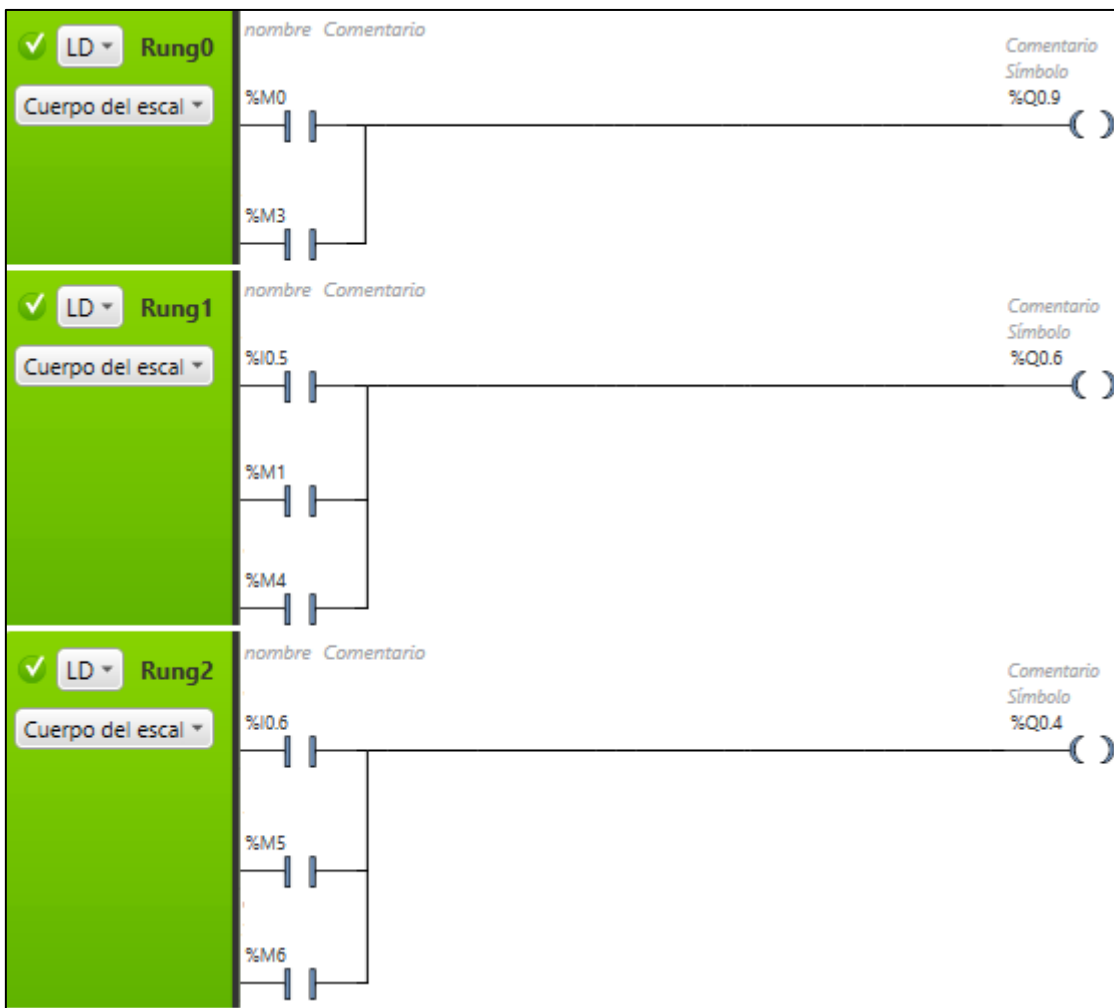 nombre Comentario
LD Rung0
Comentario
Símbolo
Cuerpo del escal
%M0
%Q0.9
%M3
nombre Comentario
LD Rung1
Comentario
Símbolo
Cuerpo del escal
%I0.5
%Q0.6
%M1
%M4
nombre Comentario
LD Rung2
Comentario
Símbolo
Cuerpo del escal
%I0.6
%Q0.4
%M5
%M6